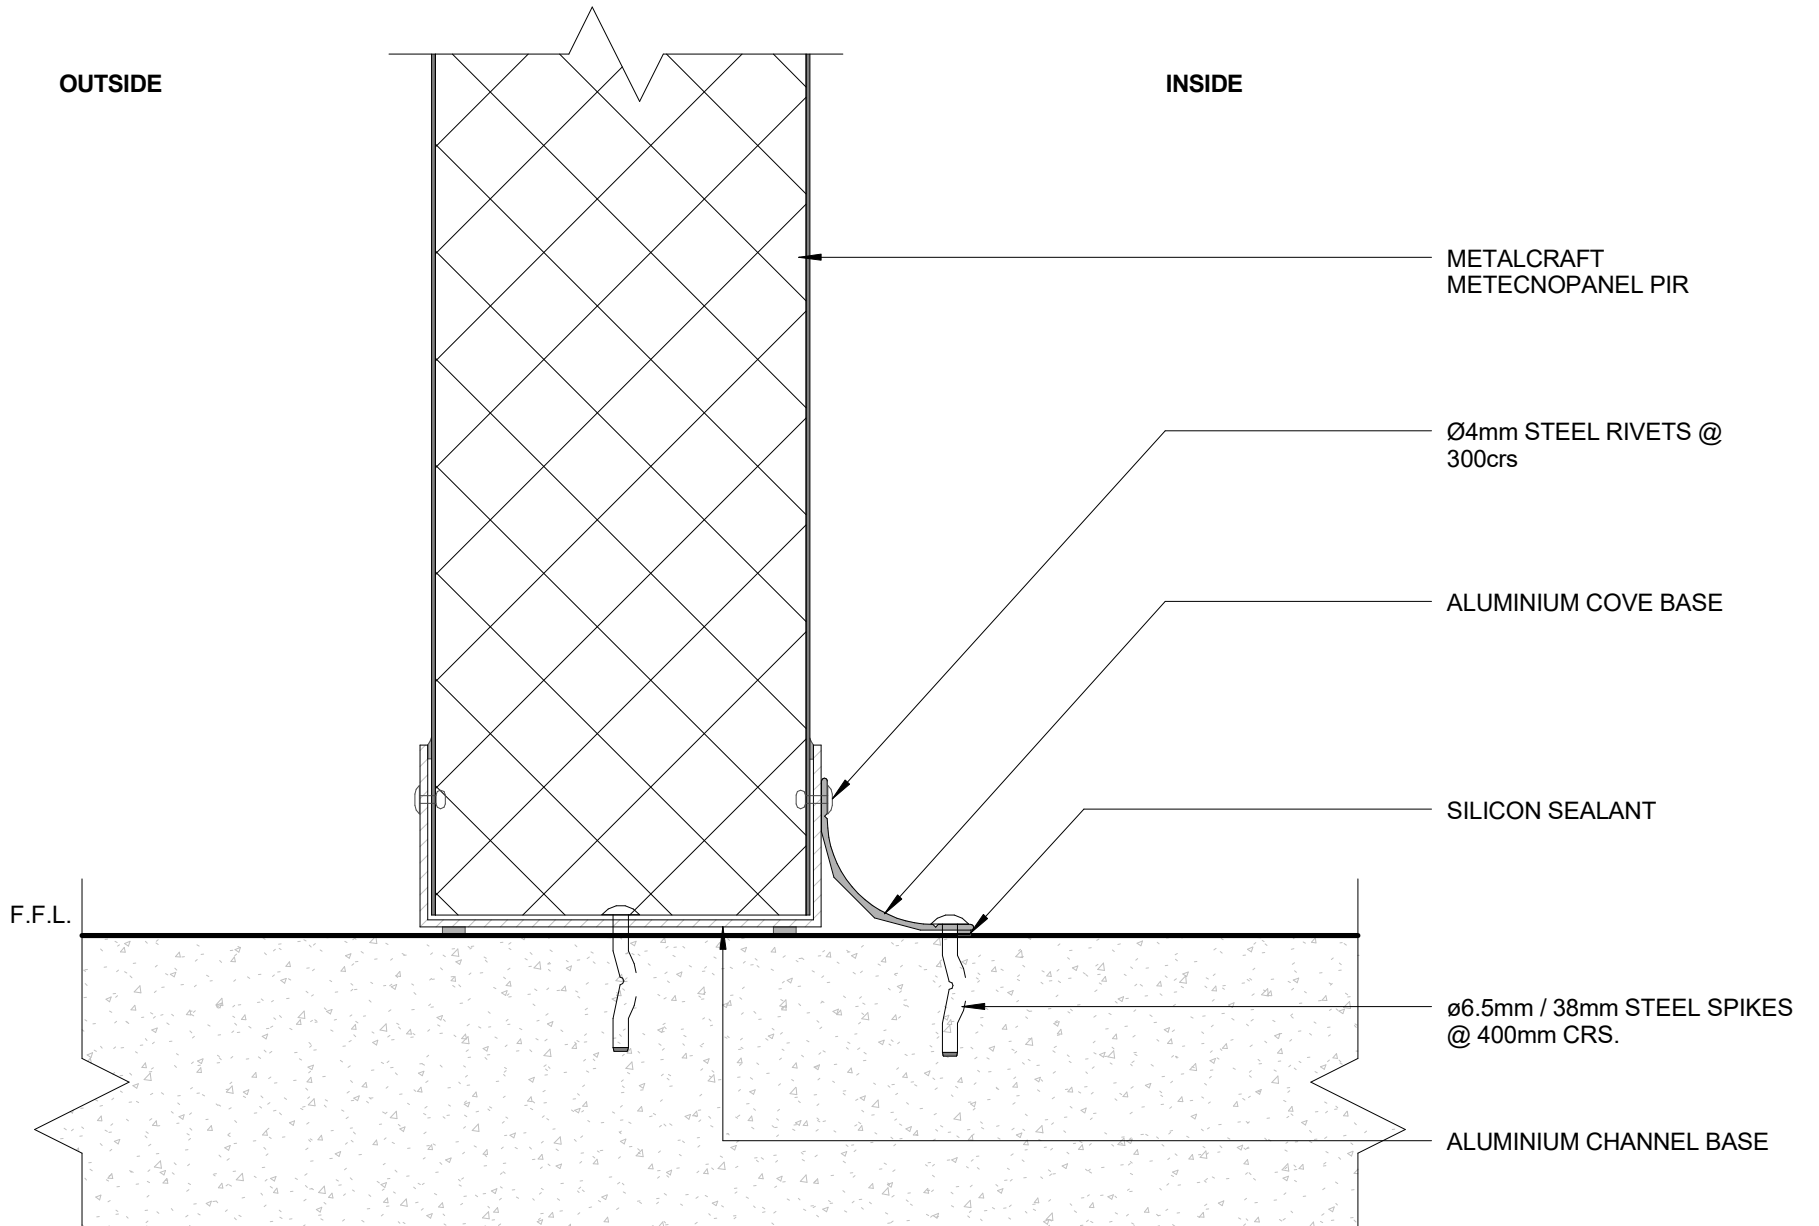 OUTSIDE
INSIDE
METALCRAFT
METECNOPANEL PIR
Ø4mm STEEL RIVETS @
300crs
ALUMINIUM COVE BASE
SILICON SEALANT
F.F.L.
ø6.5mm / 38mm STEEL SPIKES
@ 400mm CRS.
ALUMINIUM CHANNEL BASE